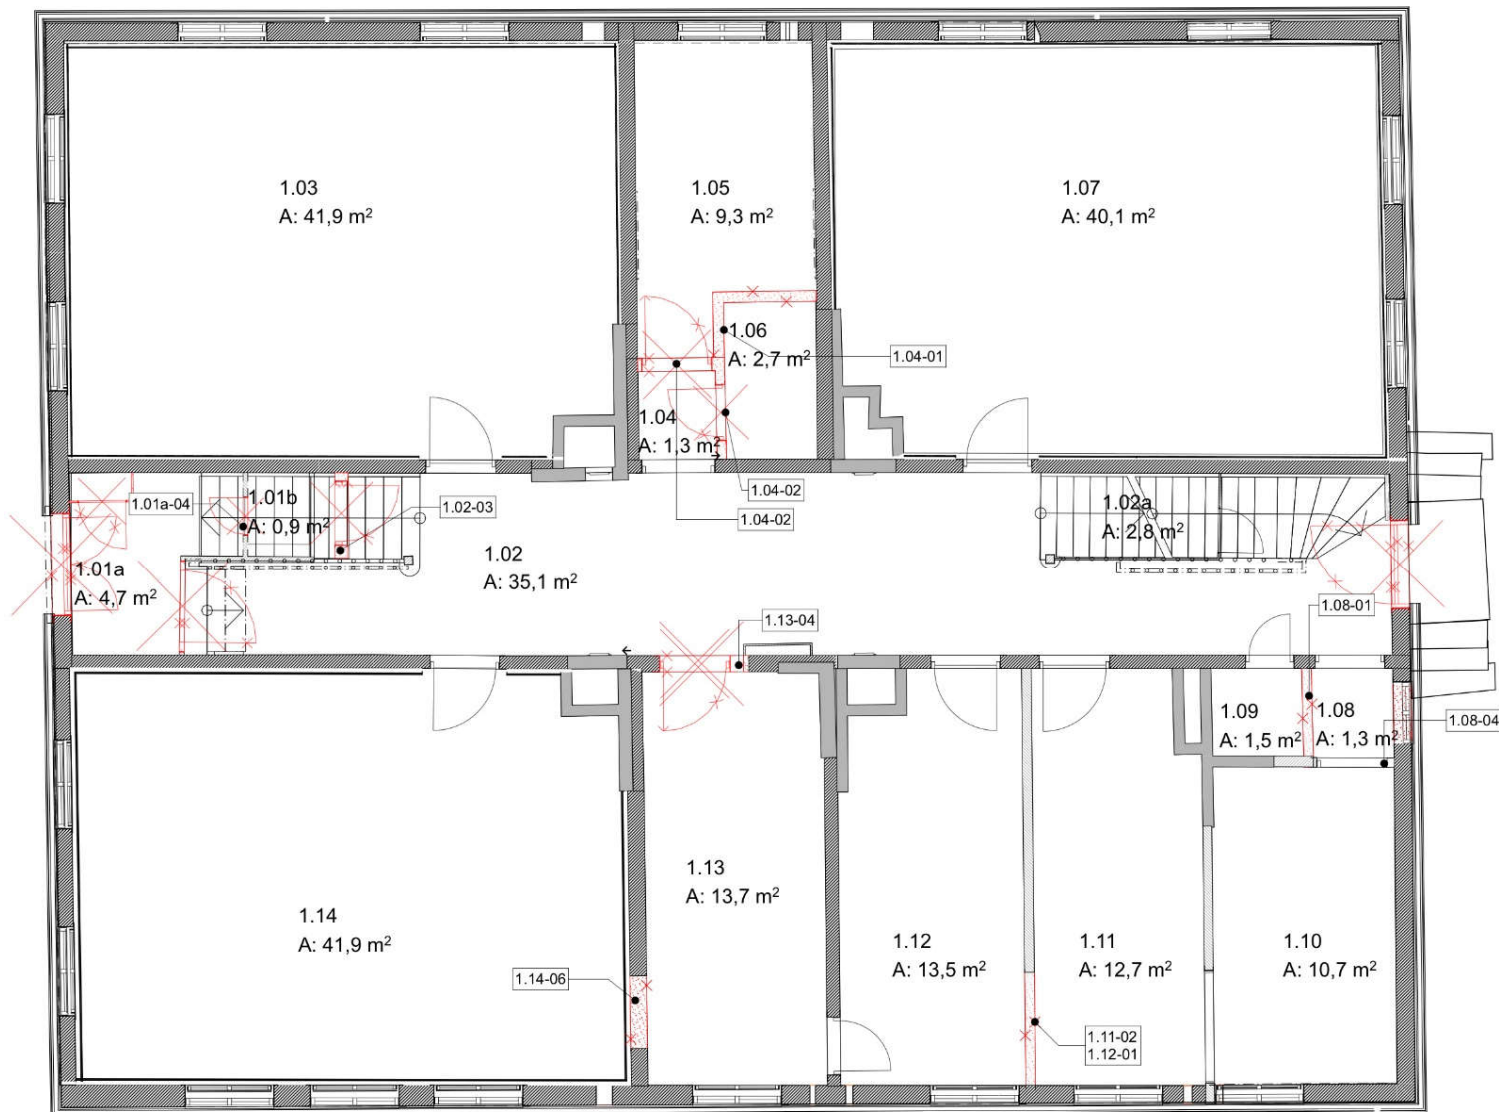 1.03
A: 41,9 m²
1.05
A: 9,3 m²
1.07
A: 40,1 m²
1.06
A: 2,7 m²
1.04-01
1.04
A: 1,3 m²
1.01a-04
1.01b
A: 0,9 m²
1.02-03
1.04-02
1.04-02
1.02a
A: 2,8 m²
1.02
A: 35,1 m²
1.01a
A: 4,7 m²
1.13-04
1.08-01
1.09
A: 1,5 m²
1.08
A: 1,3 m²
1.08-04
1.13
A: 13,7 m²
1.14
A: 41,9 m²
1.12
A: 13,5 m²
1.11
A: 12,7 m²
1.10
A: 10,7 m²
1.14-06
1.11-02
1.12-01